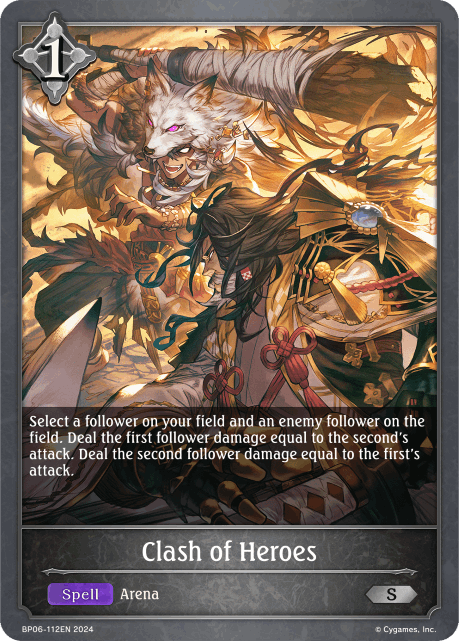 1
Select a follower on your field and an enemy follower on the
field. Deal the first follower damage equal to the second's
attack. Deal the second follower damage equal to the first's
attack.
Clash of Heroes
Spell Arena S
BP06-112EN 2024 © Cygames, Inc.